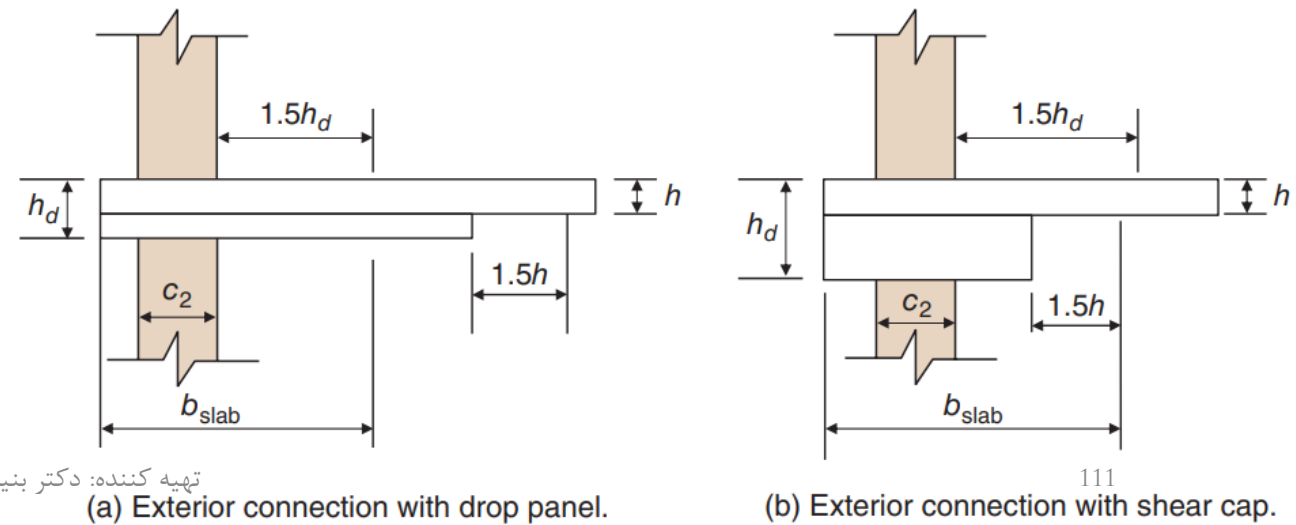 1.5h_d
1.5h_d
h_d
h
h_d
h
c_2
1.5h
c_2
1.5h
b_slab
b_slab
تهیه کننده: دکتر
111
(a) Exterior connection with drop panel.
(b) Exterior connection with shear cap.